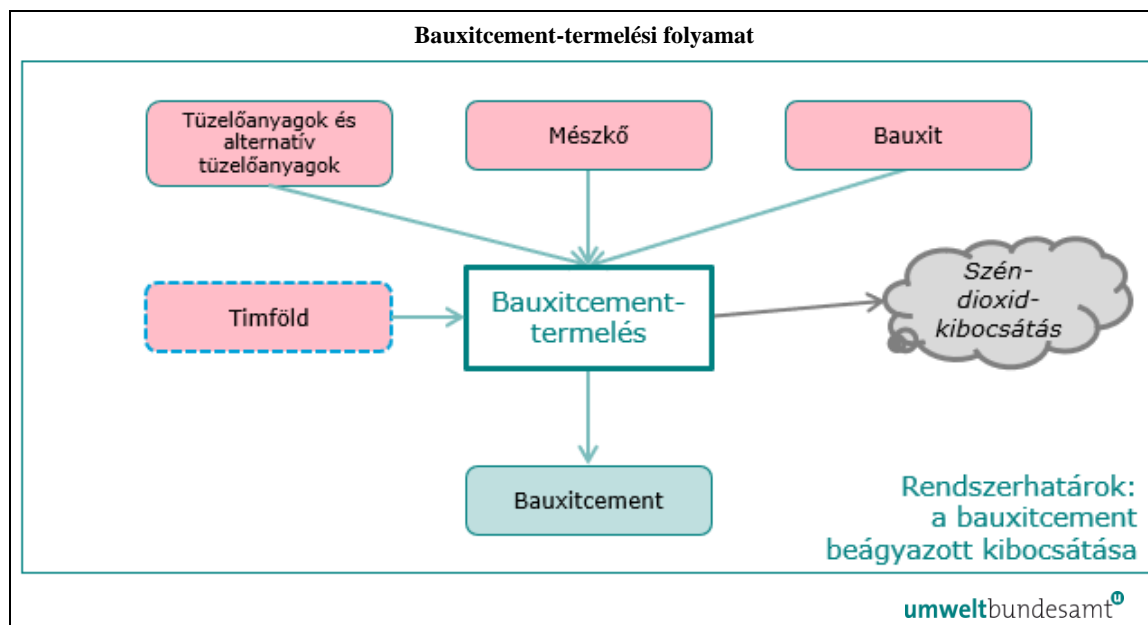 Bauxitcement-termelési folyamat
Tüzelőanyagok és
alternatív
tüzelőanyagok
Mészkő
Bauxit
Timföld
Bauxitcement-
termelés
Szén-
dioxid-
kibocsátás
Bauxitcement
Rendszerhatárok:
a bauxitcement
beágyazott kibocsátása
umweltbundesamt